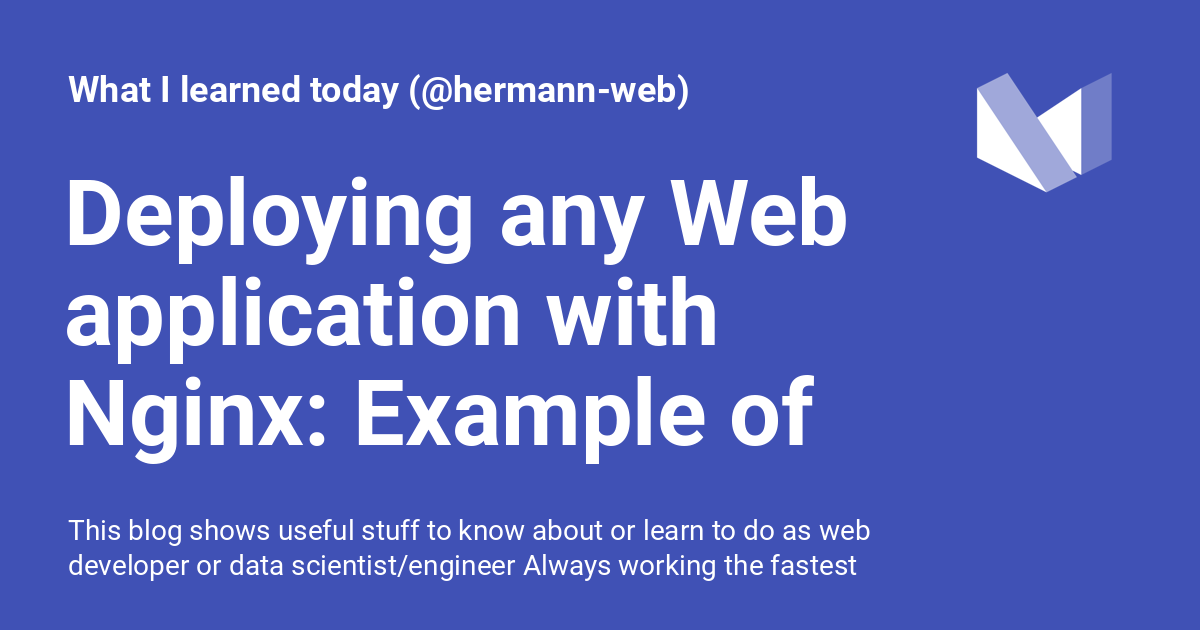 What I learned today (@hermann-web)
Deploying any Web
application with
Nginx: Example of
This blog shows useful stuff to know about or learn to do as web
developer or data scientist/engineer Always working the fastest